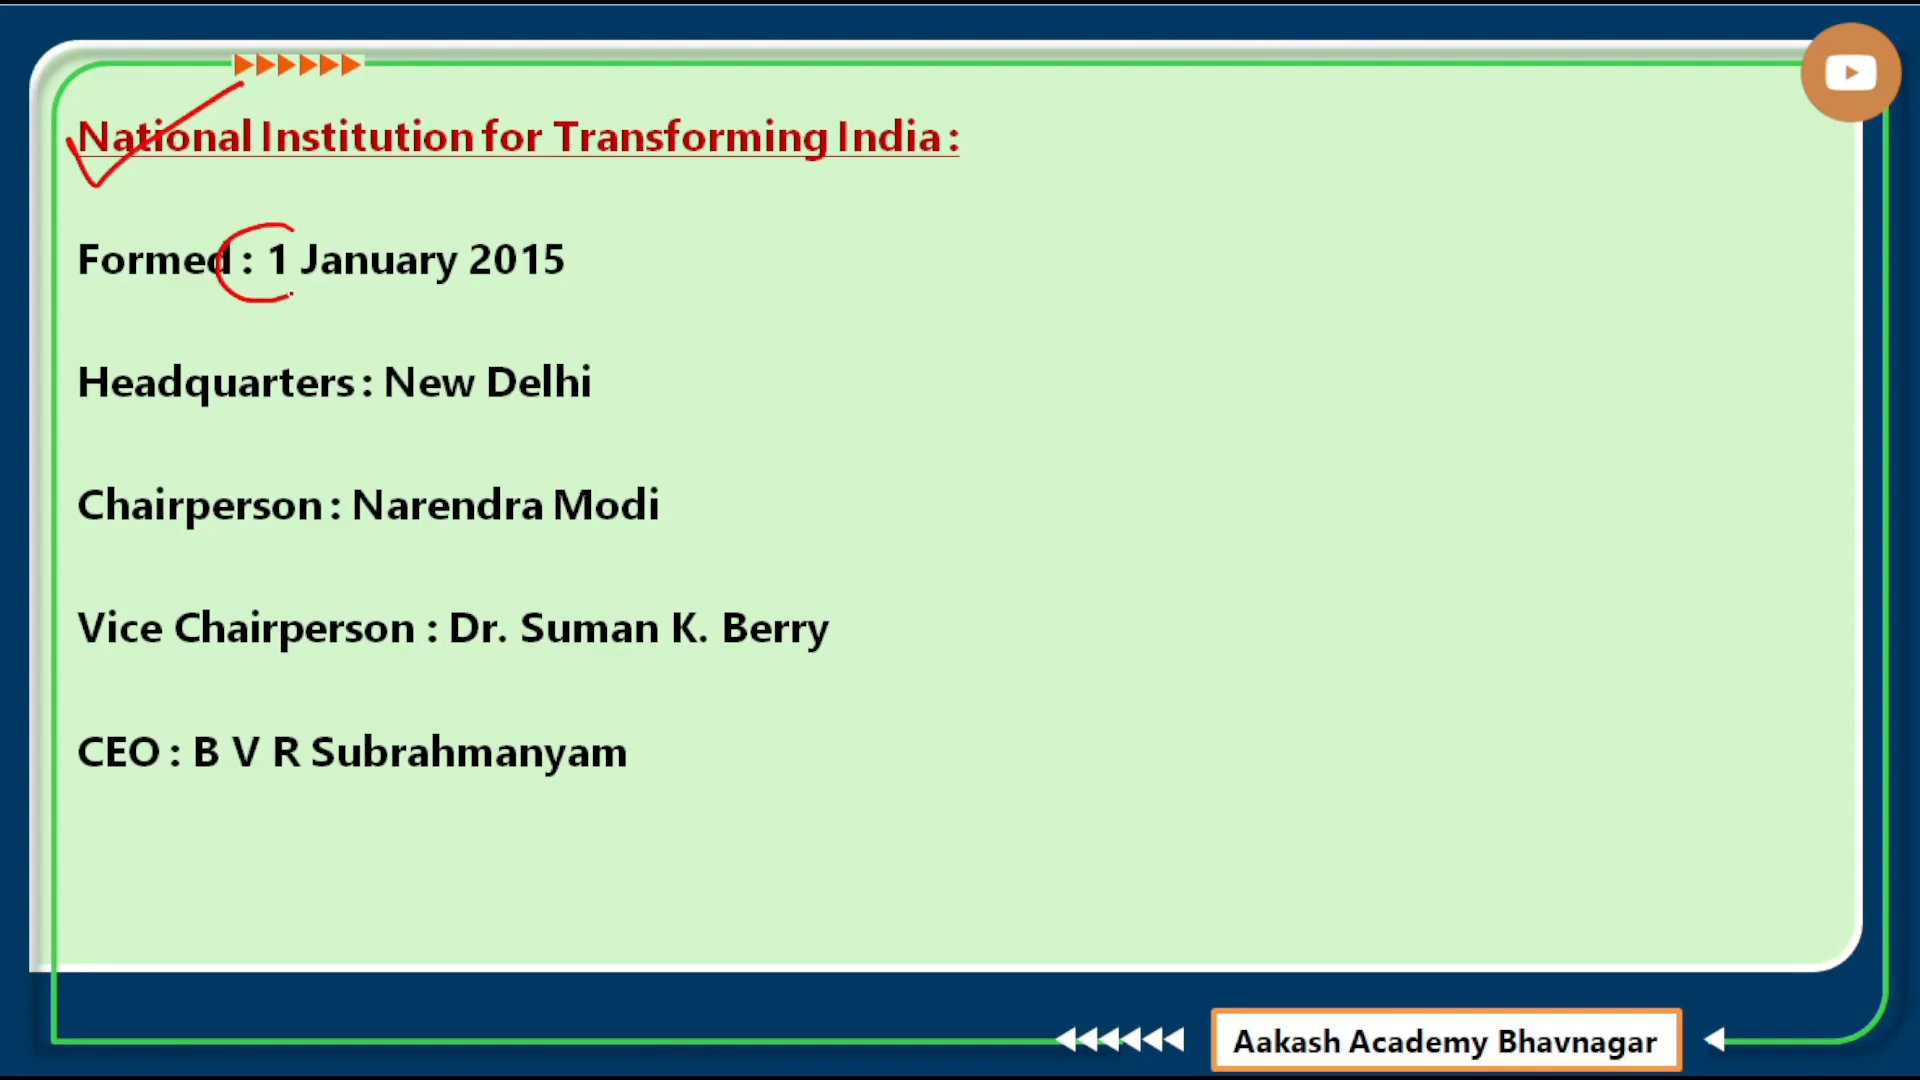 National Institution for Transforming India :
Formed : 1 January 2015
Headquarters : New Delhi
Chairperson : Narendra Modi
Vice Chairperson : Dr. Suman K. Berry
CEO : B V R Subrahmanyam
Aakash Academy Bhavnagar